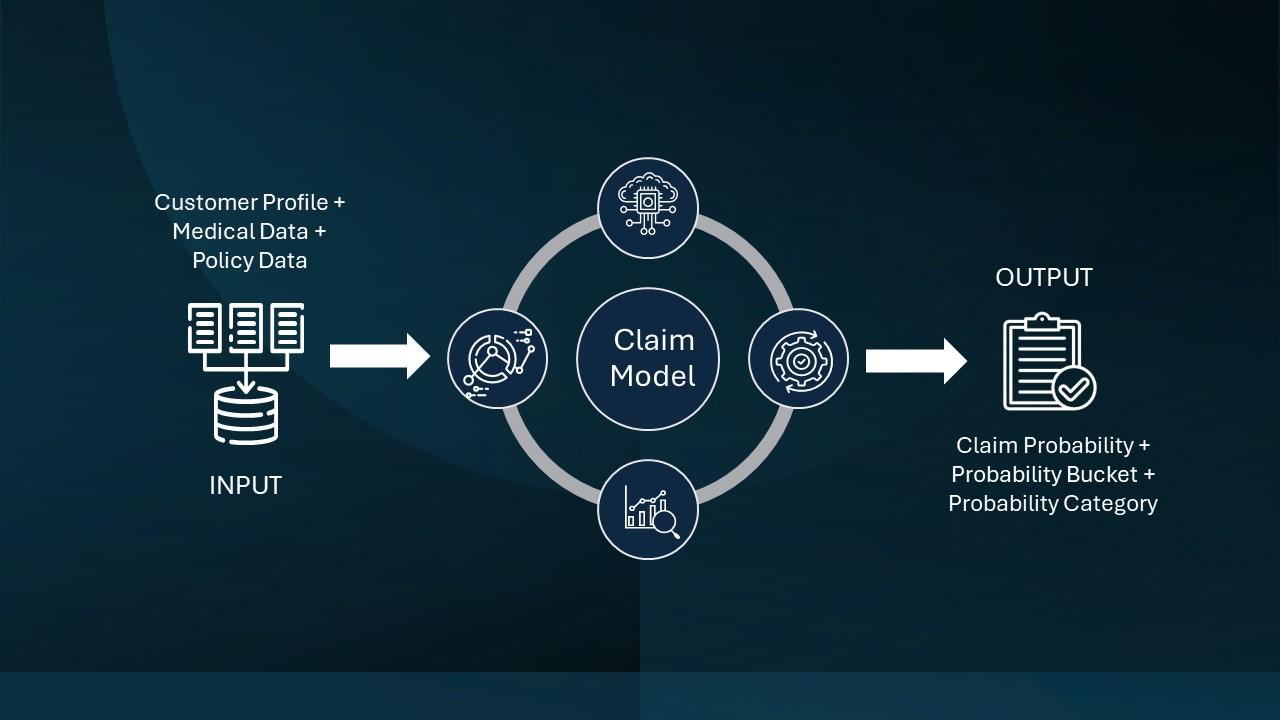 Customer Profile +
Medical Data +
Policy Data
INPUT
Claim
Model
OUTPUT
Claim Probability +
Probability Bucket +
Probability Category